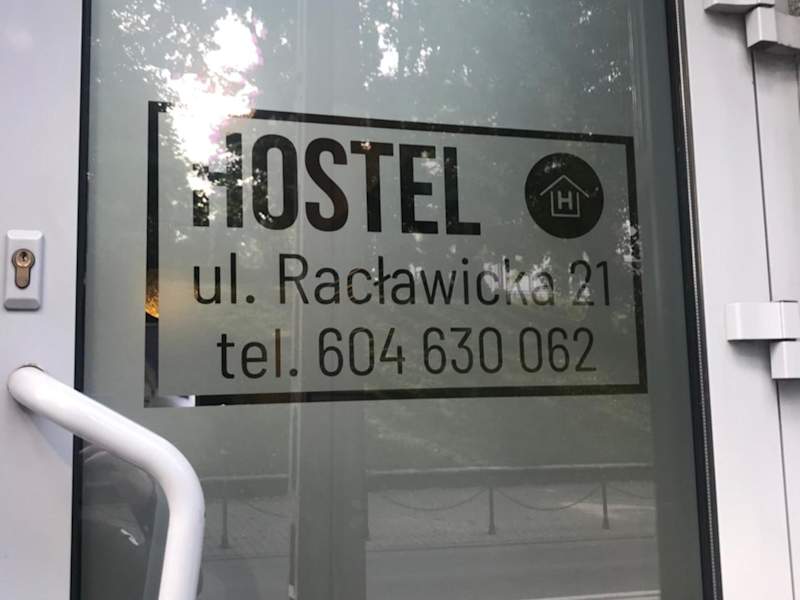 HOSTEL
H
ul. Racławicka 21
tel. 604 630 062